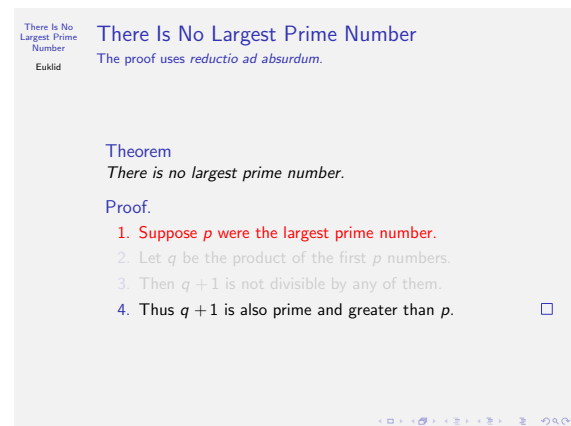 There Is No
Largest Prime
Number
Euklid
There Is No Largest Prime Number
The proof uses reductio ad absurdum.
Theorem
There is no largest prime number.
Proof.
1. Suppose p were the largest prime number.
2. Let q be the product of the first p numbers.
3. Then q + 1 is not divisible by any of them.
4. Thus q + 1 is also prime and greater than p.